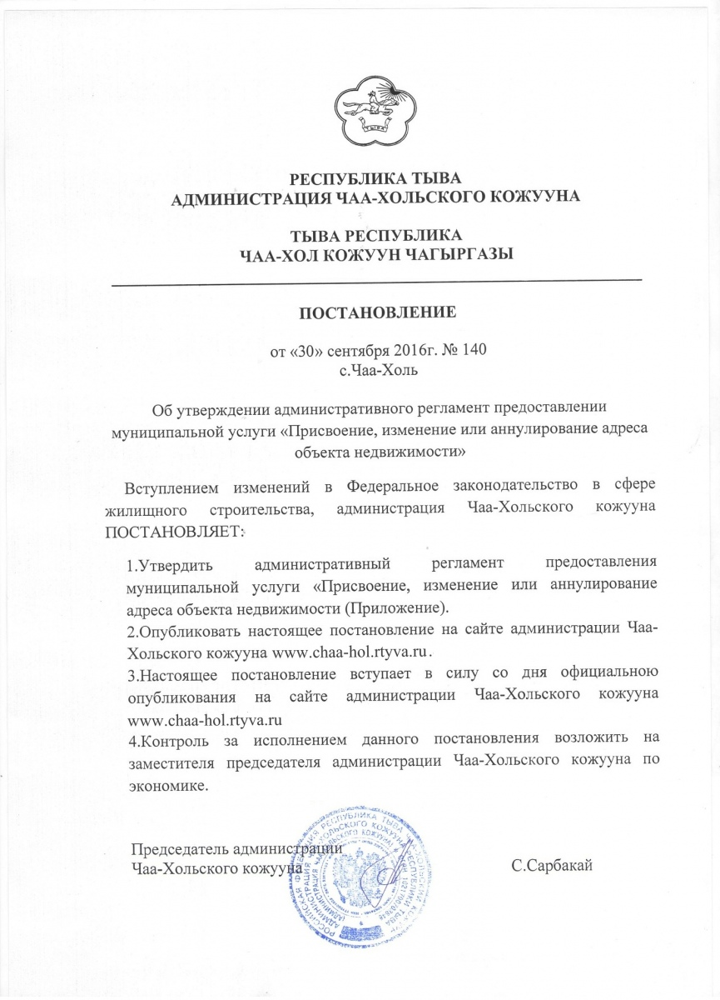 ТЫВА
РЕСПУБЛИКА ТЫВА
АДМИНИСТРАЦИЯ ЧАА-ХОЛЬСКОГО КОЖУУНА
ТЫВА РЕСПУБЛИКА
ЧАА-ХОЛ КОЖУУН ЧАГЫРГАЗЫ
ПОСТАНОВЛЕНИЕ
от «30» сентября 2016г. № 140
с.Чаа-Холь
Об утверждении административного регламент предоставлении
муниципальной услуги «Присвоение, изменение или аннулирование адреса
объекта недвижимости»
Вступлением изменений в Федеральное законодательство в сфере
жилищного строительства, администрация Чаа-Хольского кожууна
ПОСТАНОВЛЯЕТ:
1.Утвердить административный регламент предоставления
муниципальной услуги «Присвоение, изменение или аннулирование
адреса объекта недвижимости (Приложение).
2.Опубликовать настоящее постановление на сайте администрации Чаа-
Хольского кожууна www.chaa-hol.rtyva.ru.
3.Настоящее постановление вступает в силу со дня официальною
опубликования на сайте администрации Чаа-Хольского кожууна
www.chaa-hol.rtyva.ru
4.Контроль за исполнением данного постановления возложить на
заместителя председателя администрации Чаа-Хольского кожууна по
экономике.
Председатель администрации
Чаа-Хольского кожууна С.Сарбакай
РОССИЙСКАЯ ФЕДЕРАЦИЯ РЕСПУБЛИКА ТЫВА
АДМИНИСТРАЦИЯ ЧАА-ХОЛЬСКОГО КОЖУУНА РЕСПУБЛИКИ ТЫВА